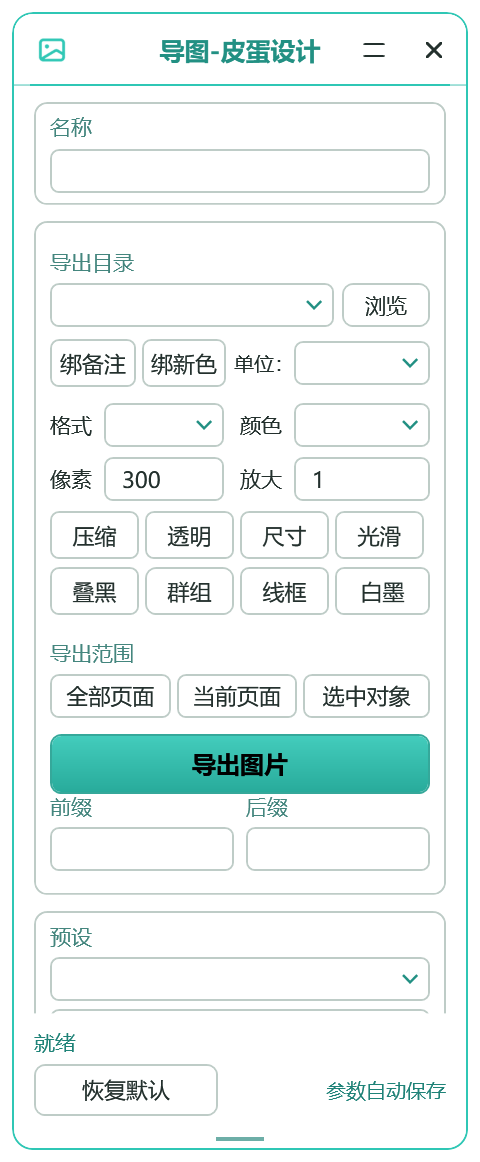 导图-皮蛋设计
名称
导出目录
浏览
绑备注 绑新色 单位:
格式 颜色
像素 300 放大 1
压缩 透明 尺寸 光滑
叠黑 群组 线框 白墨
导出范围
全部页面 当前页面 选中对象
导出图片
前缀 后缀
预设
就绪
恢复默认 参数自动保存